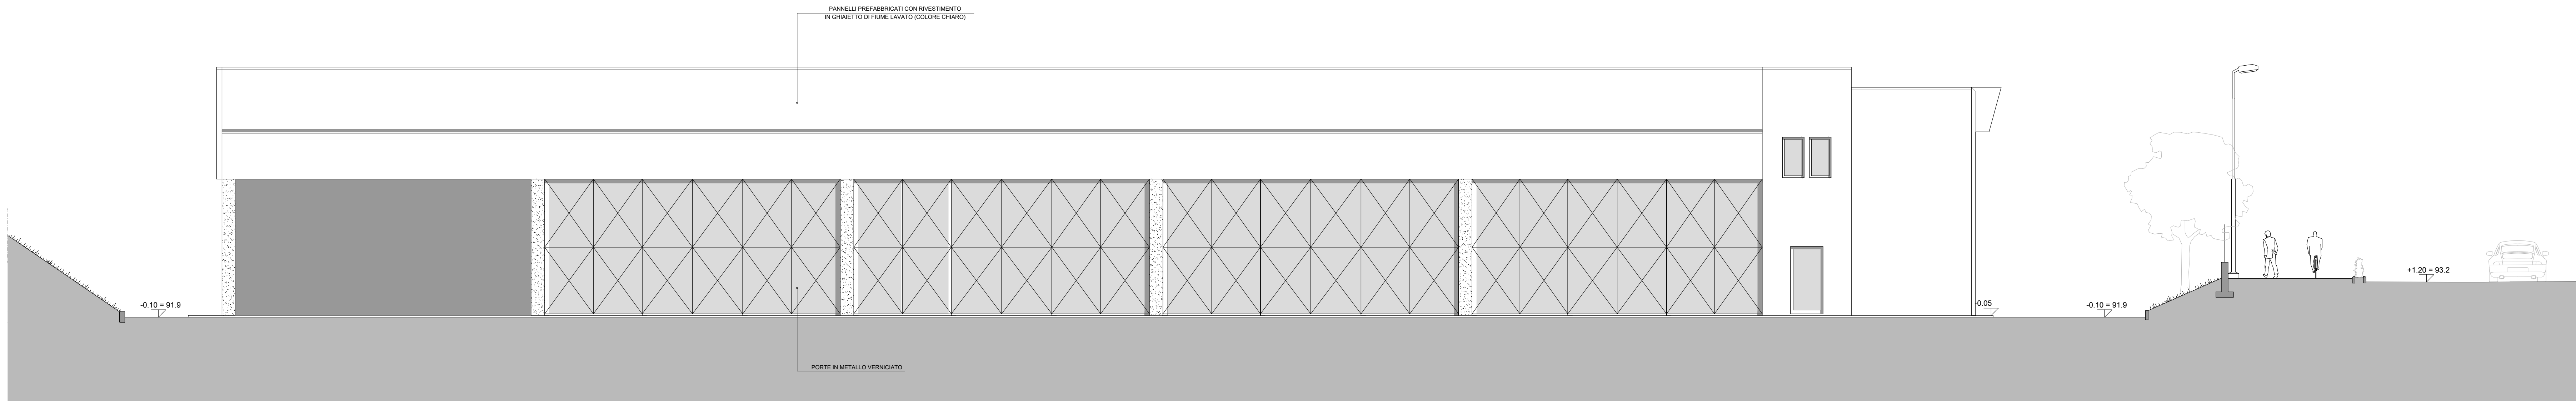 PANNELLI PREFABBRICATI CON RIVESTIMENTO
IN GHIAIETTO DI FIUME LAVATO (COLORE CHIARO)
+1.20 = 93.2
-0.10 = 91.9
-0.05
-0.10 = 91.9
PORTE IN METALLO VERNICIATO